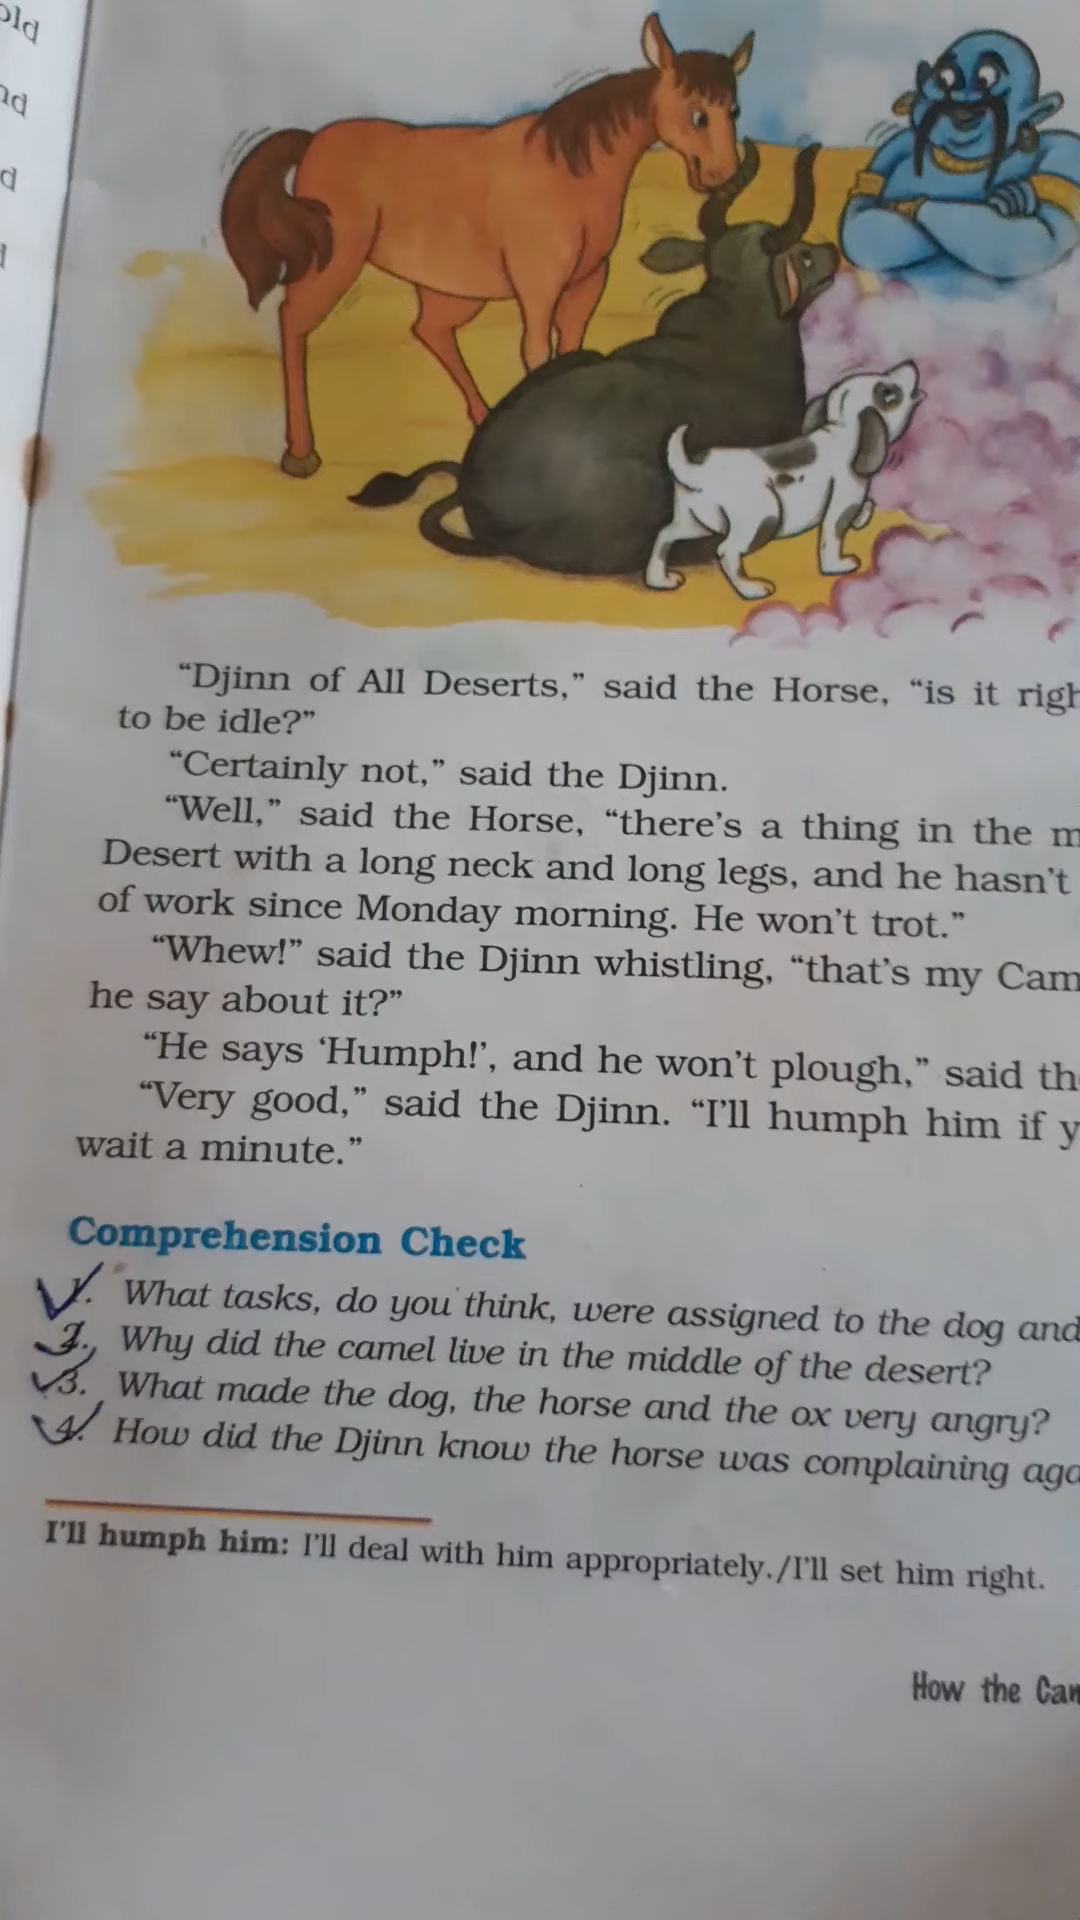 old
nd
d
"Djinn of All Deserts," said the Horse, "is it
to be idle?"
"Certainly not," said the Djinn.
"Well," said the Horse, "there's a thing in the
Desert with a long neck and long legs, and he hasn't
of work since Monday morning. He won't trot."
"Whew!" said the Djinn whistling, "that's my
he say about it?"
"He says 'Humph!', and he won't plough," said
"Very good," said the Djinn. "I'll humph him if
wait a minute."
Comprehension Check
1. What tasks, do you think, were assigned to the dog and
2. Why did the camel live in the middle of the desert?
3. What made the dog, the horse and the ox very angry?
4. How did the Djinn know the horse was complaining
I'll humph him: I'll deal with him appropriately./I'll set him right.
How the